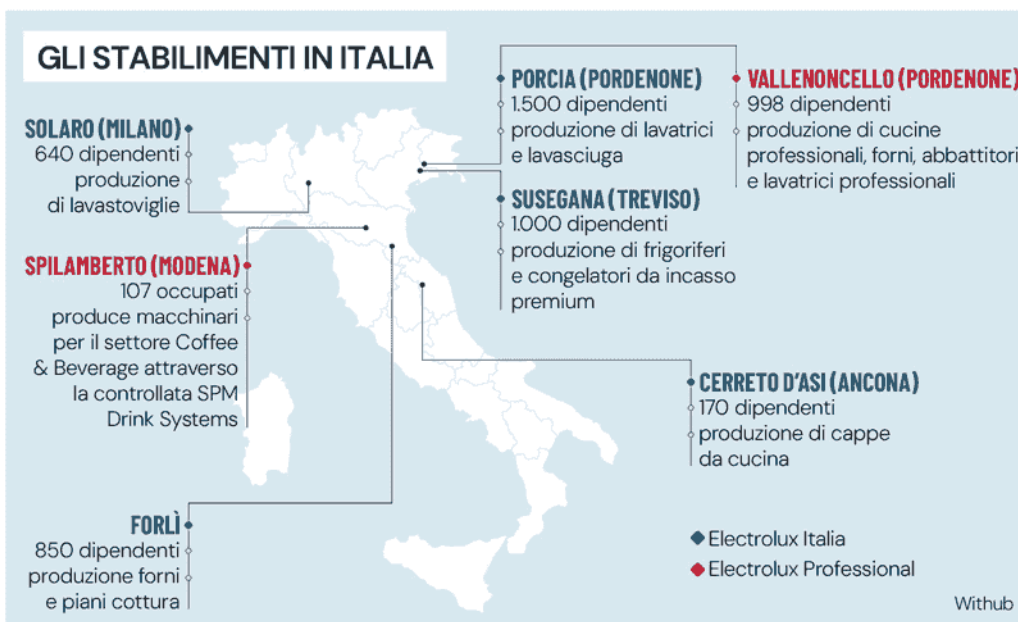 GLI STABILIMENTI IN ITALIA
SOLARO (MILANO)
640 dipendenti
produzione
di lavastoviglie
SPILAMBERTO (MODENA)
107 occupati
produce macchinari
per il settore Coffee
& Beverage attraverso
la controllata SPM
Drink Systems
FORLÌ
850 dipendenti
produzione forni
e piani cottura
PORCIA (PORDENONE)
1.500 dipendenti
produzione di lavatrici
e lavasciuga
VALLENONCELLO (PORDENONE)
998 dipendenti
produzione di cucine
professionali, forni, abbattitori
e lavatrici professionali
SUSEGANA (TREVISO)
1.000 dipendenti
produzione di frigoriferi
e congelatori da incasso
premium
CERRETO D'ASI (ANCONA)
170 dipendenti
produzione di cappe
da cucina
Electrolux Italia
Electrolux Professional
Withub